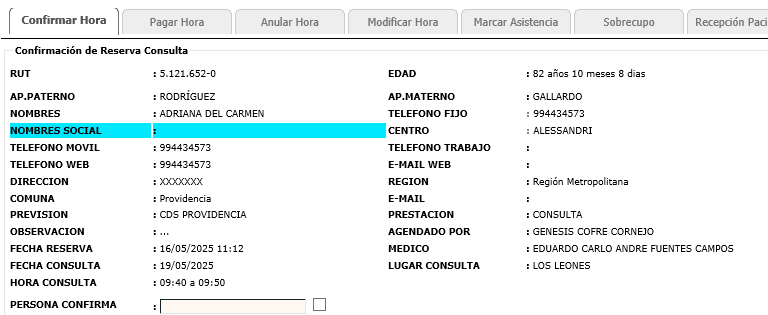 Confirmar Hora Pagar Hora Anular Hora Modificar Hora Marcar Asistencia Sobrecupo Recepción Paci
Confirmación de Reserva Consulta
RUT : 5.121.652-0 EDAD : 82 años 10 meses 8 dias
AP.PATERNO : RODRÍGUEZ AP.MATERNO : GALLARDO
NOMBRES : ADRIANA DEL CARMEN TELEFONO FIJO : 994434573
NOMBRES SOCIAL : CENTRO : ALESSANDRI
TELEFONO MOVIL : 994434573 TELEFONO TRABAJO :
TELEFONO WEB : 994434573 E-MAIL WEB :
DIRECCION : XXXXXXX REGION : Región Metropolitana
COMUNA : Providencia E-MAIL :
PREVISION : CDS PROVIDENCIA PRESTACION : CONSULTA
OBSERVACION : ... AGENDADO POR : GENESIS COFRE CORNEJO
FECHA RESERVA : 16/05/2025 11:12 MEDICO : EDUARDO CARLO ANDRE FUENTES CAMPOS
FECHA CONSULTA : 19/05/2025 LUGAR CONSULTA : LOS LEONES
HORA CONSULTA : 09:40 a 09:50
PERSONA CONFIRMA :